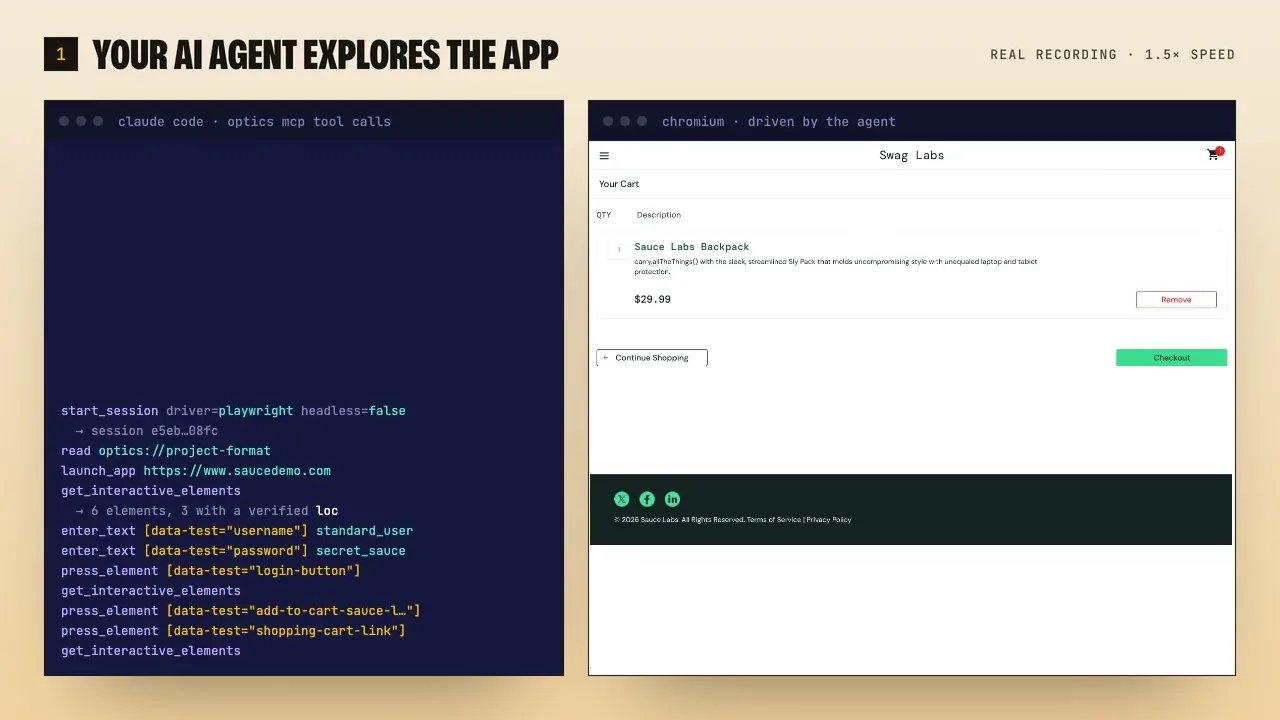 1 YOUR AI AGENT EXPLORES THE APP
REAL RECORDING · 1.5× SPEED
claude code · optics mcp tool calls
start_session driver=playwright headless=false
→ session e5eb…08fc
read optics://project-format
launch_app https://www.saucedemo.com
get_interactive_elements
→ 6 elements, 3 with a verified loc
enter_text [data-test="username"] standard_user
enter_text [data-test="password"] secret_sauce
press_element [data-test="login-button"]
get_interactive_elements
press_element [data-test="add-to-cart-sauce-l…"]
press_element [data-test="shopping-cart-link"]
get_interactive_elements
chromium · driven by the agent
Swag Labs
1
Your Cart
QTY Description
1
Sauce Labs Backpack
carry.allTheThings() with the sleek, streamlined Sly Pack that melds uncompromising style with unequaled laptop and tablet
protection.
$29.99
Remove
← Continue Shopping
Checkout
© 2026 Sauce Labs. All Rights Reserved. Terms of Service | Privacy Policy